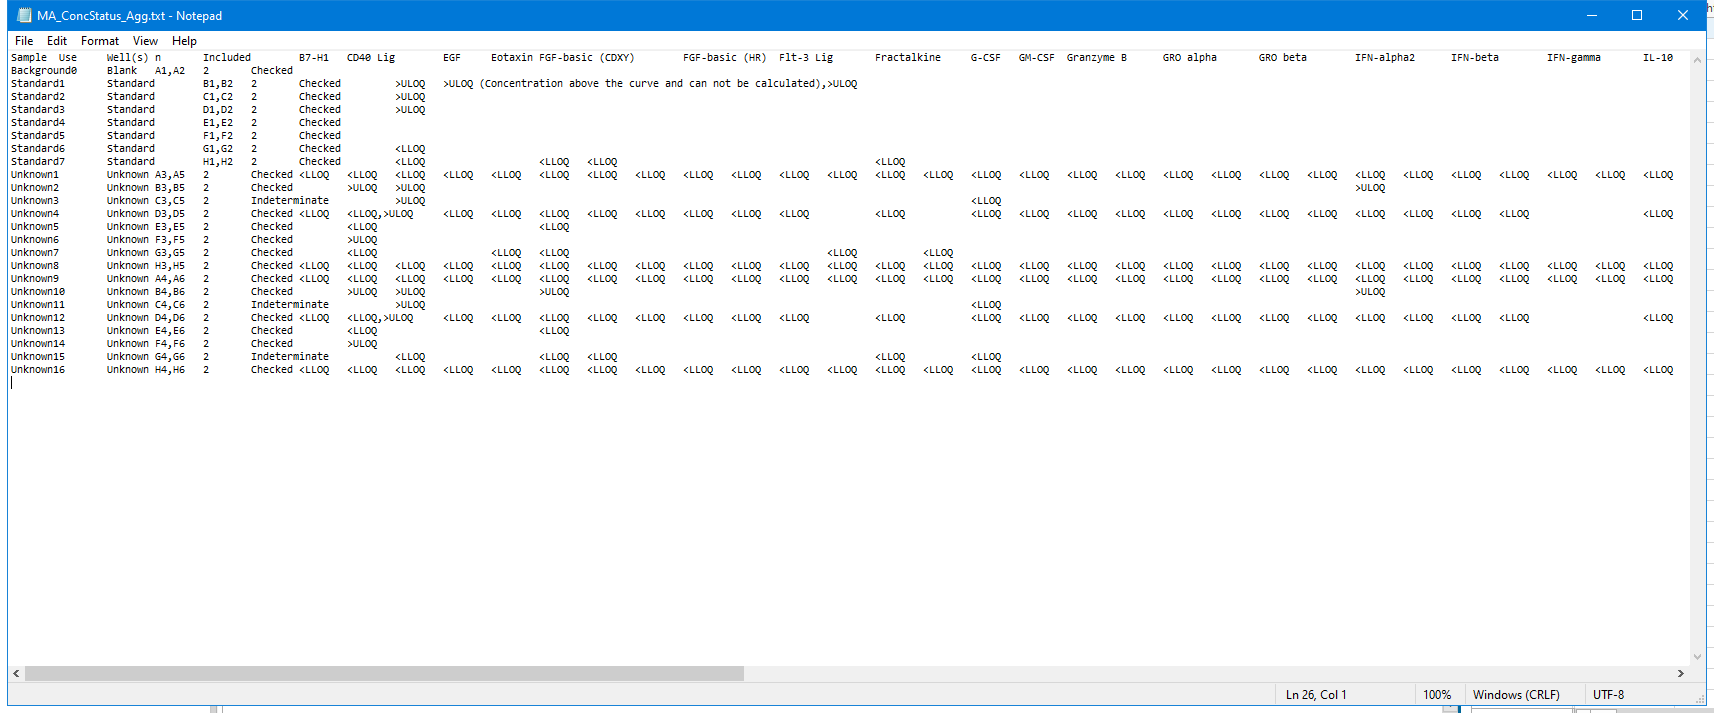 MA_ConcStatus_Agg.txt - Notepad
File Edit Format View Help
Sample Use Well(s) n Included B7-H1 CD40 Lig EGF Eotaxin FGF-basic (CDXY) FGF-basic (HR) Flt-3 Lig Fractalkine G-CSF GM-CSF Granzyme B GRO alpha GRO beta IFN-alpha2 IFN-beta IFN-gamma IL-10
Background0 Blank A1,A2 2 Checked
Standard1 Standard B1,B2 2 Checked >ULOQ >ULOQ (Concentration above the curve and can not be calculated),>ULOQ
Standard2 Standard C1,C2 2 Checked >ULOQ
Standard3 Standard D1,D2 2 Checked >ULOQ
Standard4 Standard E1,E2 2 Checked
Standard5 Standard F1,F2 2 Checked
Standard6 Standard G1,G2 2 Checked <LLOQ
Standard7 Standard H1,H2 2 Checked <LLOQ <LLOQ <LLOQ <LLOQ
Unknown1 Unknown A3,A5 2 Checked <LLOQ <LLOQ <LLOQ <LLOQ <LLOQ <LLOQ <LLOQ <LLOQ <LLOQ <LLOQ <LLOQ <LLOQ <LLOQ <LLOQ <LLOQ <LLOQ <LLOQ <LLOQ <LLOQ <LLOQ <LLOQ <LLOQ <LLOQ <LLOQ <LLOQ <LLOQ <LLOQ <LLOQ <LLOQ
Unknown2 Unknown B3,B5 2 Checked >ULOQ >ULOQ >ULOQ
Unknown3 Unknown C3,C5 2 Indeterminate >ULOQ <LLOQ
Unknown4 Unknown D3,D5 2 Checked <LLOQ <LLOQ,>ULOQ <LLOQ <LLOQ <LLOQ <LLOQ <LLOQ <LLOQ <LLOQ <LLOQ <LLOQ <LLOQ <LLOQ <LLOQ <LLOQ <LLOQ <LLOQ <LLOQ <LLOQ <LLOQ <LLOQ <LLOQ <LLOQ <LLOQ
Unknown5 Unknown E3,E5 2 Checked <LLOQ <LLOQ
Unknown6 Unknown F3,F5 2 Checked >ULOQ
Unknown7 Unknown G3,G5 2 Checked <LLOQ <LLOQ <LLOQ <LLOQ <LLOQ
Unknown8 Unknown H3,H5 2 Checked <LLOQ <LLOQ <LLOQ <LLOQ <LLOQ <LLOQ <LLOQ <LLOQ <LLOQ <LLOQ <LLOQ <LLOQ <LLOQ <LLOQ <LLOQ <LLOQ <LLOQ <LLOQ <LLOQ <LLOQ <LLOQ <LLOQ <LLOQ <LLOQ <LLOQ <LLOQ <LLOQ <LLOQ <LLOQ
Unknown9 Unknown A4,A6 2 Checked <LLOQ <LLOQ <LLOQ <LLOQ <LLOQ <LLOQ <LLOQ <LLOQ <LLOQ <LLOQ <LLOQ <LLOQ <LLOQ <LLOQ <LLOQ <LLOQ <LLOQ <LLOQ <LLOQ <LLOQ <LLOQ <LLOQ <LLOQ <LLOQ <LLOQ <LLOQ <LLOQ <LLOQ <LLOQ
Unknown10 Unknown B4,B6 2 Checked >ULOQ >ULOQ >ULOQ >ULOQ
Unknown11 Unknown C4,C6 2 Indeterminate >ULOQ <LLOQ
Unknown12 Unknown D4,D6 2 Checked <LLOQ <LLOQ,>ULOQ <LLOQ <LLOQ <LLOQ <LLOQ <LLOQ <LLOQ <LLOQ <LLOQ <LLOQ <LLOQ <LLOQ <LLOQ <LLOQ <LLOQ <LLOQ <LLOQ <LLOQ <LLOQ <LLOQ <LLOQ <LLOQ <LLOQ
Unknown13 Unknown E4,E6 2 Checked <LLOQ <LLOQ
Unknown14 Unknown F4,F6 2 Checked >ULOQ
Unknown15 Unknown G4,G6 2 Indeterminate <LLOQ <LLOQ <LLOQ <LLOQ <LLOQ
Unknown16 Unknown H4,H6 2 Checked <LLOQ <LLOQ <LLOQ <LLOQ <LLOQ <LLOQ <LLOQ <LLOQ <LLOQ <LLOQ <LLOQ <LLOQ <LLOQ <LLOQ <LLOQ <LLOQ <LLOQ <LLOQ <LLOQ <LLOQ <LLOQ <LLOQ <LLOQ <LLOQ <LLOQ <LLOQ <LLOQ <LLOQ <LLOQ
Ln 26, Col 1 100% Windows (CRLF) UTF-8